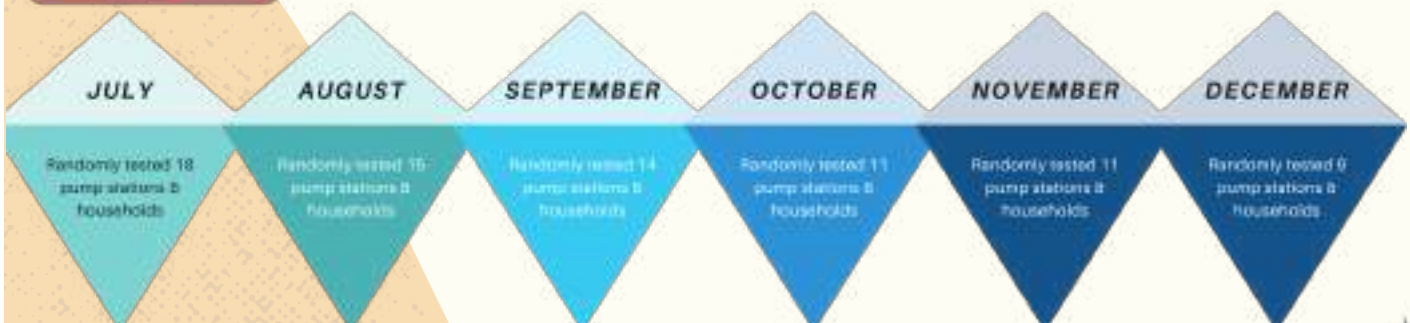 JULY
Randomly tested 18
pump stations &
households
AUGUST
Randomly tested
pump stations &
households
SEPTEMBER
Randomly tested 14
pump stations &
households
OCTOBER
Randomly tested 11
pump stations &
households
NOVEMBER
Randomly tested 11
pump stations &
households
DECEMBER
Randomly tested
pump stations &
households